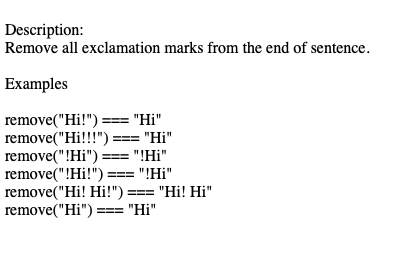 Description:
Remove all exclamation marks from the end of sentence.
Examples
remove("Hi!") === "Hi"
remove("Hi!!!") === "Hi"
remove("!Hi") === "!Hi"
remove("!Hi!") === "!Hi"
remove("Hi! Hi!") === "Hi! Hi"
remove("Hi") === "Hi"